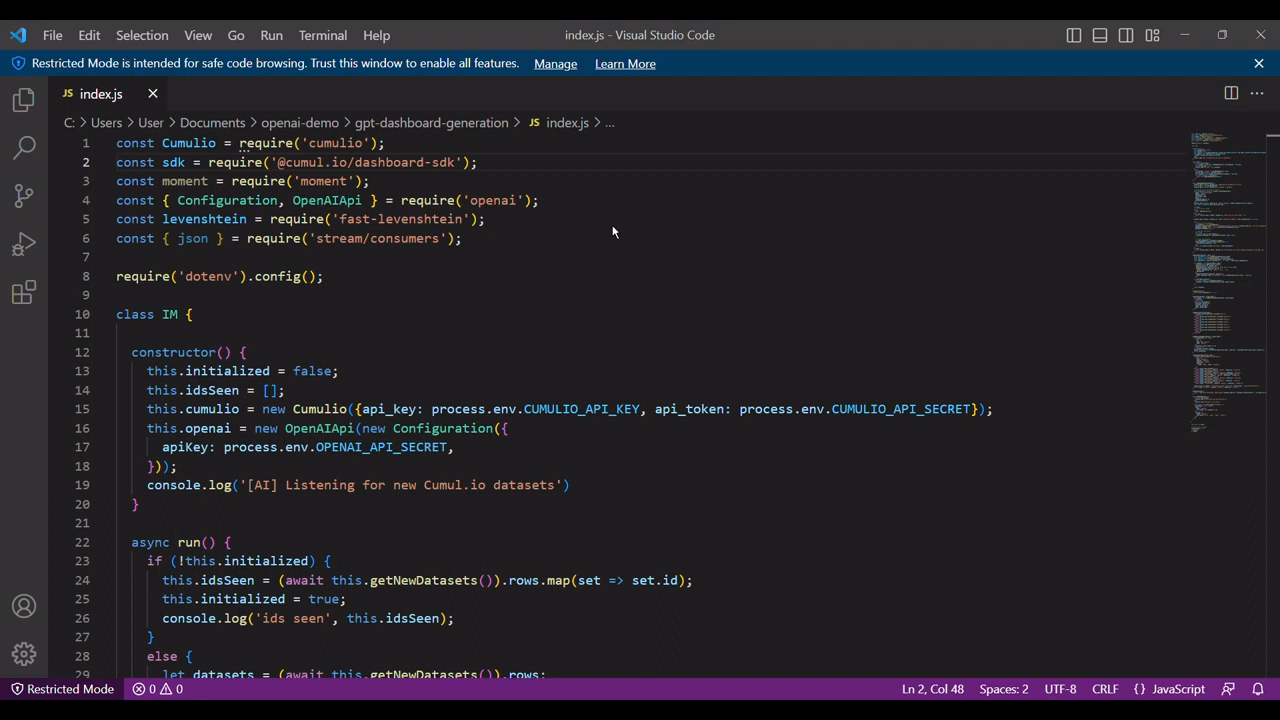 File Edit Selection View Go Run Terminal Help index.js - Visual Studio Code
Restricted Mode is intended for safe code browsing. Trust this window to enable all features. Manage Learn More
JS index.js
C: > Users > User > Documents > openai-demo > gpt-dashboard-generation > JS index.js > ...
1 const Cumulio = require('cumulio');
2 const sdk = require('@cumul.io/dashboard-sdk');
3 const moment = require('moment');
4 const { Configuration, OpenAIApi } = require('openai');
5 const levenshtein = require('fast-levenshtein');
6 const { json } = require('stream/consumers');
7
8 require('dotenv').config();
9
10 class IM {
11
12 constructor() {
13 this.initialized = false;
14 this.idsSeen = [];
15 this.cumulio = new Cumulio({api_key: process.env.CUMULIO_API_KEY, api_token: process.env.CUMULIO_API_SECRET});
16 this.openai = new OpenAIApi(new Configuration({
17 apiKey: process.env.OPENAI_API_SECRET,
18 }));
19 console.log('[AI] Listening for new Cumul.io datasets')
20 }
21
22 async run() {
23 if (!this.initialized) {
24 this.idsSeen = (await this.getNewDatasets()).rows.map(set => set.id);
25 this.initialized = true;
26 console.log('ids seen', this.idsSeen);
27 }
28 else {
29 let datasets = (await this.getNewDatasets()).rows;
Restricted Mode 0 0 Ln 2, Col 48 Spaces: 2 UTF-8 CRLF {} JavaScript